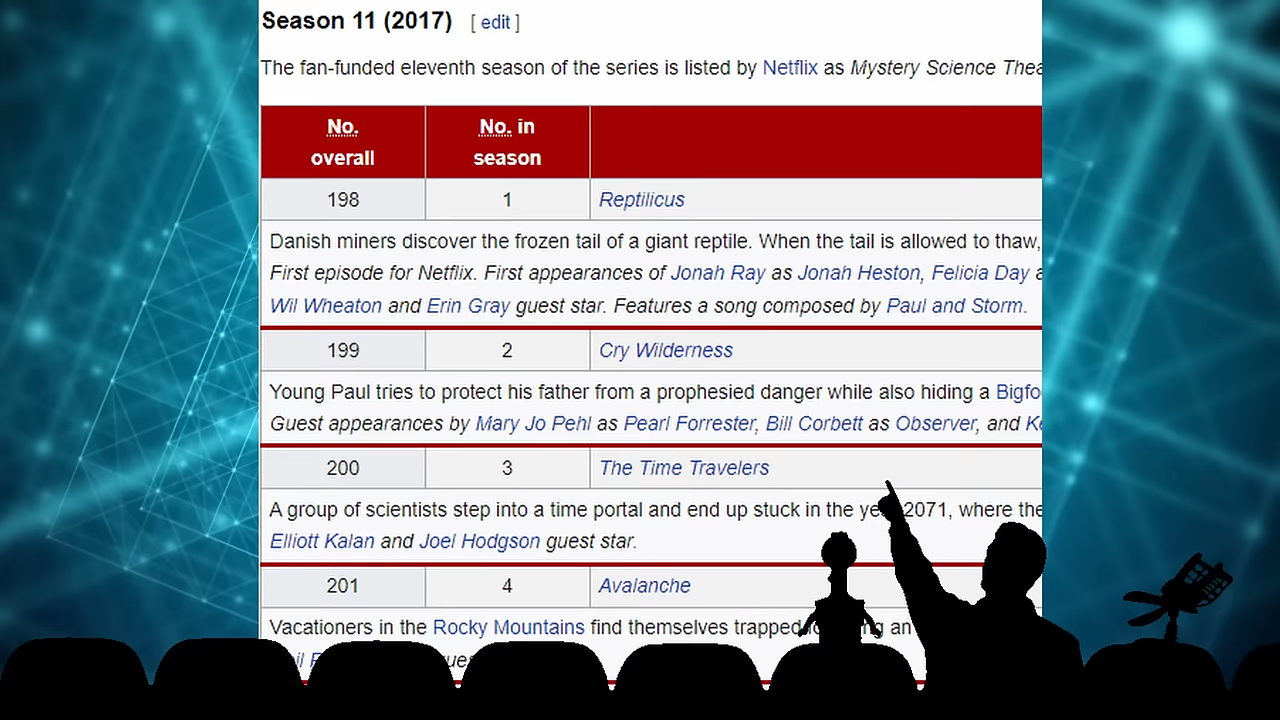 Season 11 (2017) [ edit ]
The fan-funded eleventh season of the series is listed by Netflix as Mystery Science
No. overall No. in season
198 1 Reptilicus
Danish miners discover the frozen tail of a giant reptile. When the tail is allowed to thaw,
First episode for Netflix. First appearances of Jonah Ray as Jonah Heston, Felicia Day
Wil Wheaton and Erin Gray guest star. Features a song composed by Paul and Storm.
199 2 Cry Wilderness
Young Paul tries to protect his father from a prophesied danger while also hiding a
Guest appearances by Mary Jo Pehl as Pearl Forrester, Bill Corbett as Observer, and
200 3 The Time Travelers
A group of scientists step into a time portal and end up stuck in the 2071, where the
Elliott Kalan and Joel Hodgson guest star.
201 4 Avalanche
Vacationers in the Rocky Mountains find themselves trapped an